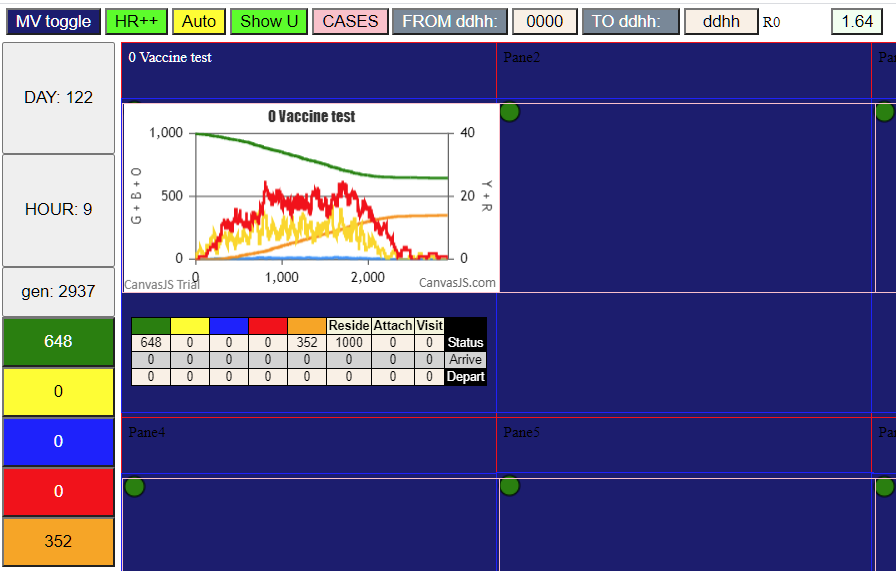 MV toggle HR++ Auto Show U CASES FROM ddhh: 0000 TO ddhh: ddhh R0 1.64
DAY: 122
HOUR: 9
gen: 2937
648
0
0
0
352
0 Vaccine test Pane2 Pa
0 Vaccine test
1,000 40
500 20
0 0
G + B + O
Y + R
0 1,000 2,000
CanvasJS Trial CanvasJS.com
Reside Attach Visit
648 0 0 0 352 1000 0 0 Status
0 0 0 0 0 0 0 0 Arrive
0 0 0 0 0 0 0 0 Depart
Pane4 Pane5 Pa